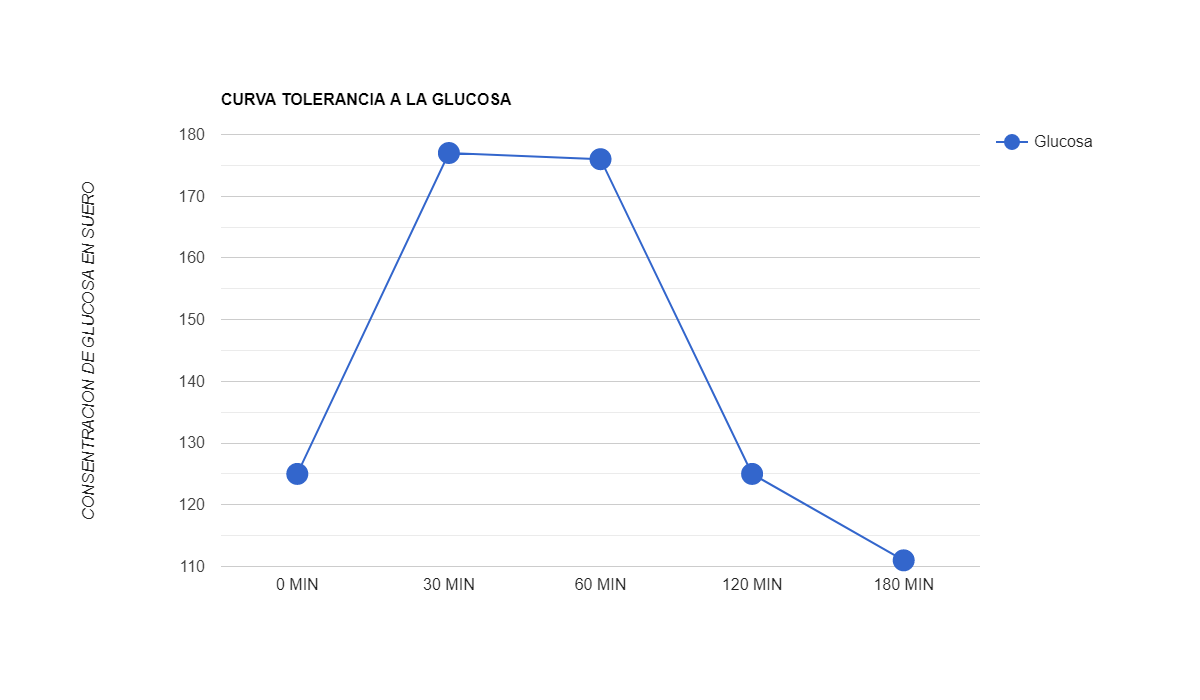 CURVA TOLERANCIA A LA GLUCOSA
CONSENTRACION DE GLUCOSA EN SUERO
180
170
160
150
140
130
120
110
0 MIN
30 MIN
60 MIN
120 MIN
180 MIN
Glucosa